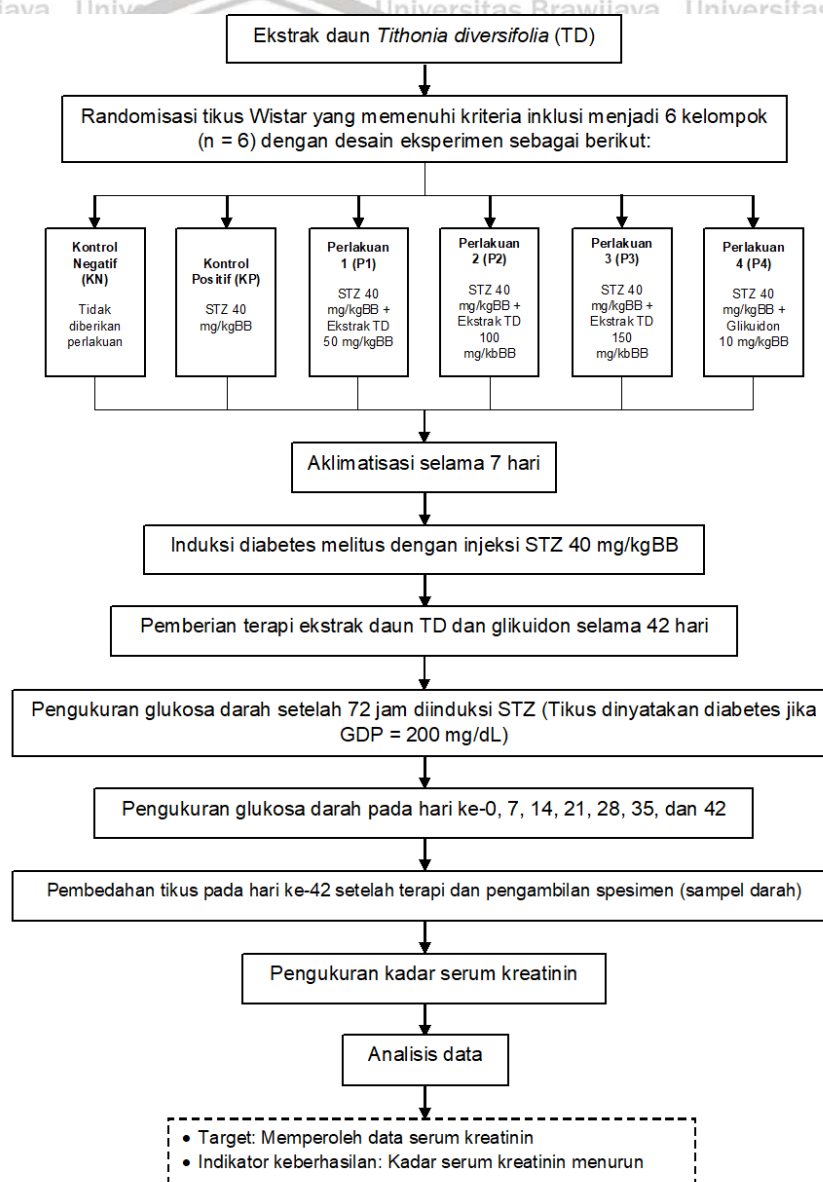 Universitas Brawijaya
Ekstrak daun Tithonia diversifolia (TD)
Randomisasi tikus Wistar yang memenuhi kriteria inklusi menjadi 6 kelompok
(n = 6) dengan desain eksperimen sebagai berikut:
Kontrol
Negatif
(KN)
Tidak
diberikan
perlakuan
Kontrol
Positif (KP)
STZ 40
mg/kgBB
Perlakuan
1 (P1)
STZ 40
mg/kgBB +
Ekstrak TD
50 mg/kgBB
Perlakuan
2 (P2)
STZ 40
mg/kgBB +
Ekstrak TD
100
mg/kbBB
Perlakuan
3 (P3)
STZ 40
mg/kgBB +
Ekstrak TD
150
mg/kbBB
Perlakuan
4 (P4)
STZ 40
mg/kgBB +
Glikuidon
10 mg/kgBB
Aklimatisasi selama 7 hari
Induksi diabetes melitus dengan injeksi STZ 40 mg/kgBB
Pemberian terapi ekstrak daun TD dan glikuidon selama 42 hari
Pengukuran glukosa darah setelah 72 jam diinduksi STZ (Tikus dinyatakan diabetes jika
GDP = 200 mg/dL)
Pengukuran glukosa darah pada hari ke-0, 7, 14, 21, 28, 35, dan 42
Pembedahan tikus pada hari ke-42 setelah terapi dan pengambilan spesimen (sampel darah)
Pengukuran kadar serum kreatinin
Analisis data
• Target: Memperoleh data serum kreatinin
• Indikator keberhasilan: Kadar serum kreatinin menurun